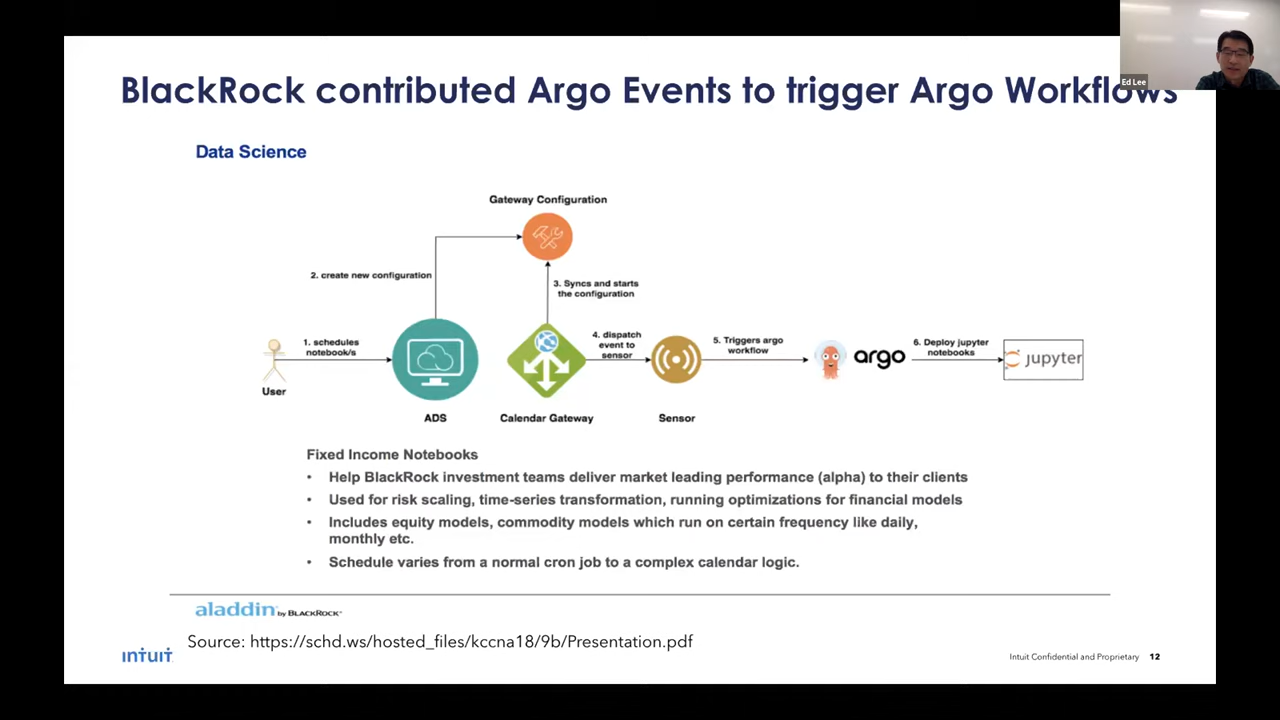 Ed Lee
BlackRock contributed Argo Events to trigger Argo Workflows
Data Science
Gateway Configuration
2. create new configuration
3. Syncs and starts
the configuration
1. schedules
notebook/s
4. dispatch
event to
sensor
5. Triggers argo
workflow
argo
6. Deploy jupyter
notebooks
jupyter
User
ADS
Calendar Gateway
Sensor
Fixed Income Notebooks
• Help BlackRock investment teams deliver market leading performance (alpha) to their clients
• Used for risk scaling, time-series transformation, running optimizations for financial models
• Includes equity models, commodity models which run on certain frequency like daily,
monthly etc.
• Schedule varies from a normal cron job to a complex calendar logic.
aladdin by BLACKROCK
Source: https://schd.ws/hosted_files/kccna18/9b/Presentation.pdf
intuit
Intuit Confidential and Proprietary 12